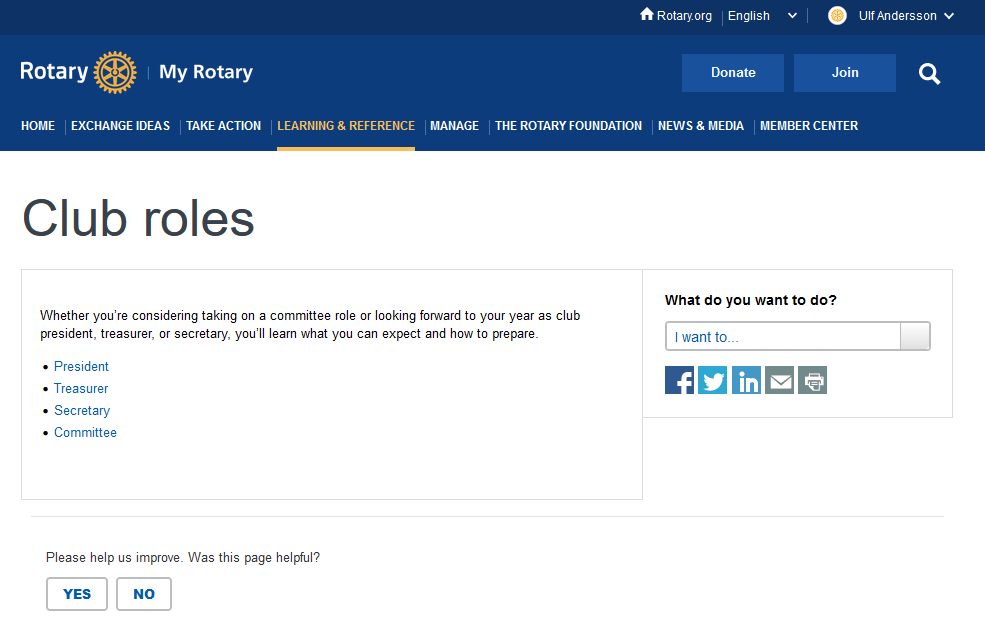 Rotary.org English Ulf Andersson
Rotary | My Rotary
Donate Join
HOME EXCHANGE IDEAS TAKE ACTION LEARNING & REFERENCE MANAGE THE ROTARY FOUNDATION NEWS & MEDIA MEMBER CENTER
Club roles
Whether you're considering taking on a committee role or looking forward to your year as club
president, treasurer, or secretary, you'll learn what you can expect and how to prepare.
• President
• Treasurer
• Secretary
• Committee
What do you want to do?
I want to...
Please help us improve. Was this page helpful?
YES NO